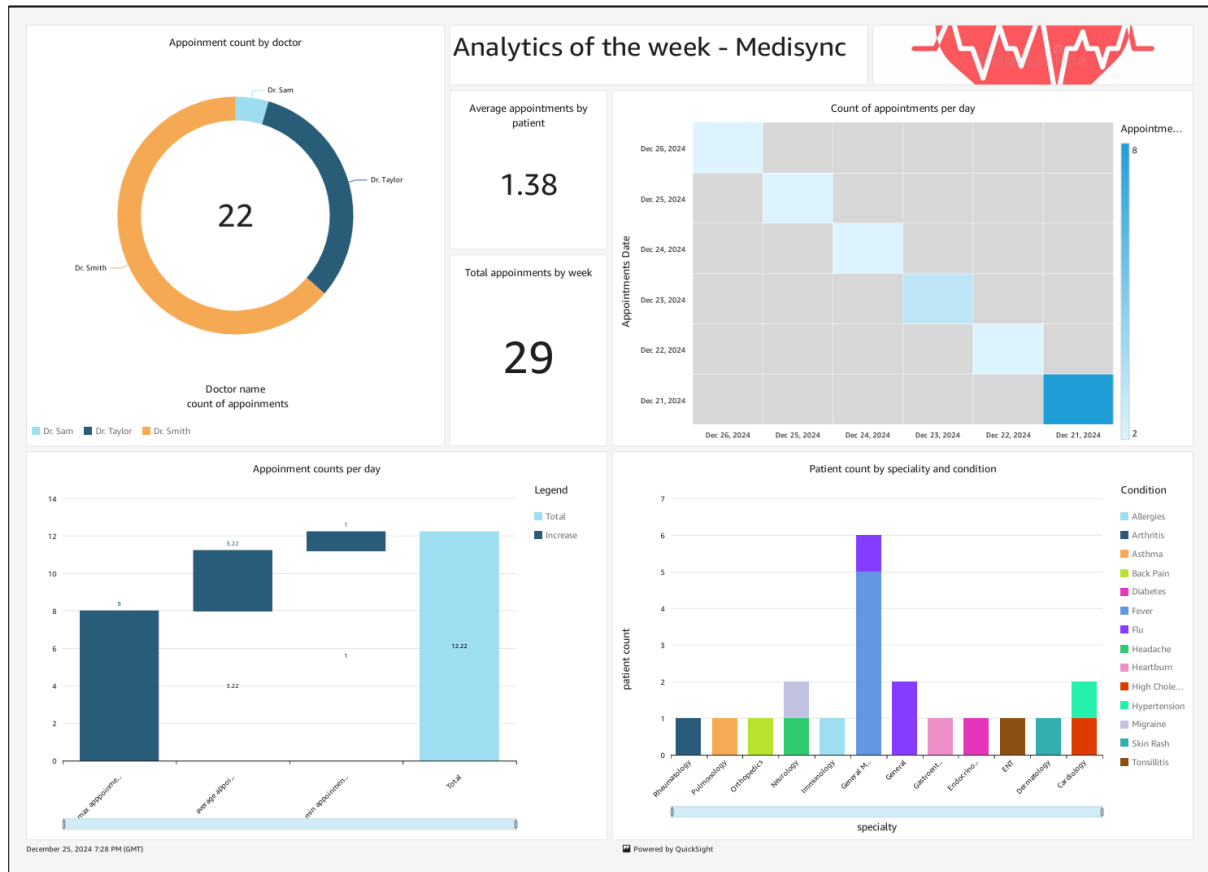 Appoinment count by doctor
Dr. Sam
Dr. Taylor
22
Dr. Smith
Doctor name
count of appoinments
Dr. Sam
Dr. Taylor
Dr. Smith
Analytics of the week - Medisync
Average appointments by
patient
1.38
Total appoinments by week
29
Count of appointments per day
Appointme...
8
2
Appointments Date
Dec 26, 2024
Dec 25, 2024
Dec 24, 2024
Dec 23, 2024
Dec 22, 2024
Dec 21, 2024
Dec 26, 2024
Dec 25, 2024
Dec 24, 2024
Dec 23, 2024
Dec 22, 2024
Dec 21, 2024
Appoinment counts per day
14
12
10
8
6
4
2
0
8
3.22
3.22
1
1
12.22
max apppoinme...
average appoi...
min appoinmen...
Total
Legend
Total
Increase
Patient count by speciality and condition
patient count
7
6
5
4
3
2
1
0
Rheumatology
Pulmonology
Orthopedics
Neurology
Immunology
General M...
General
Gastroent...
Endocrino...
ENT
Dermatology
Cardiology
specialty
Condition
Allergies
Arthritis
Asthma
Back Pain
Diabetes
Fever
Flu
Headache
Heartburn
High Chole...
Hypertension
Migraine
Skin Rash
Tonsillitis
December 25, 2024 7:28 PM (GMT)
Powered by QuickSight